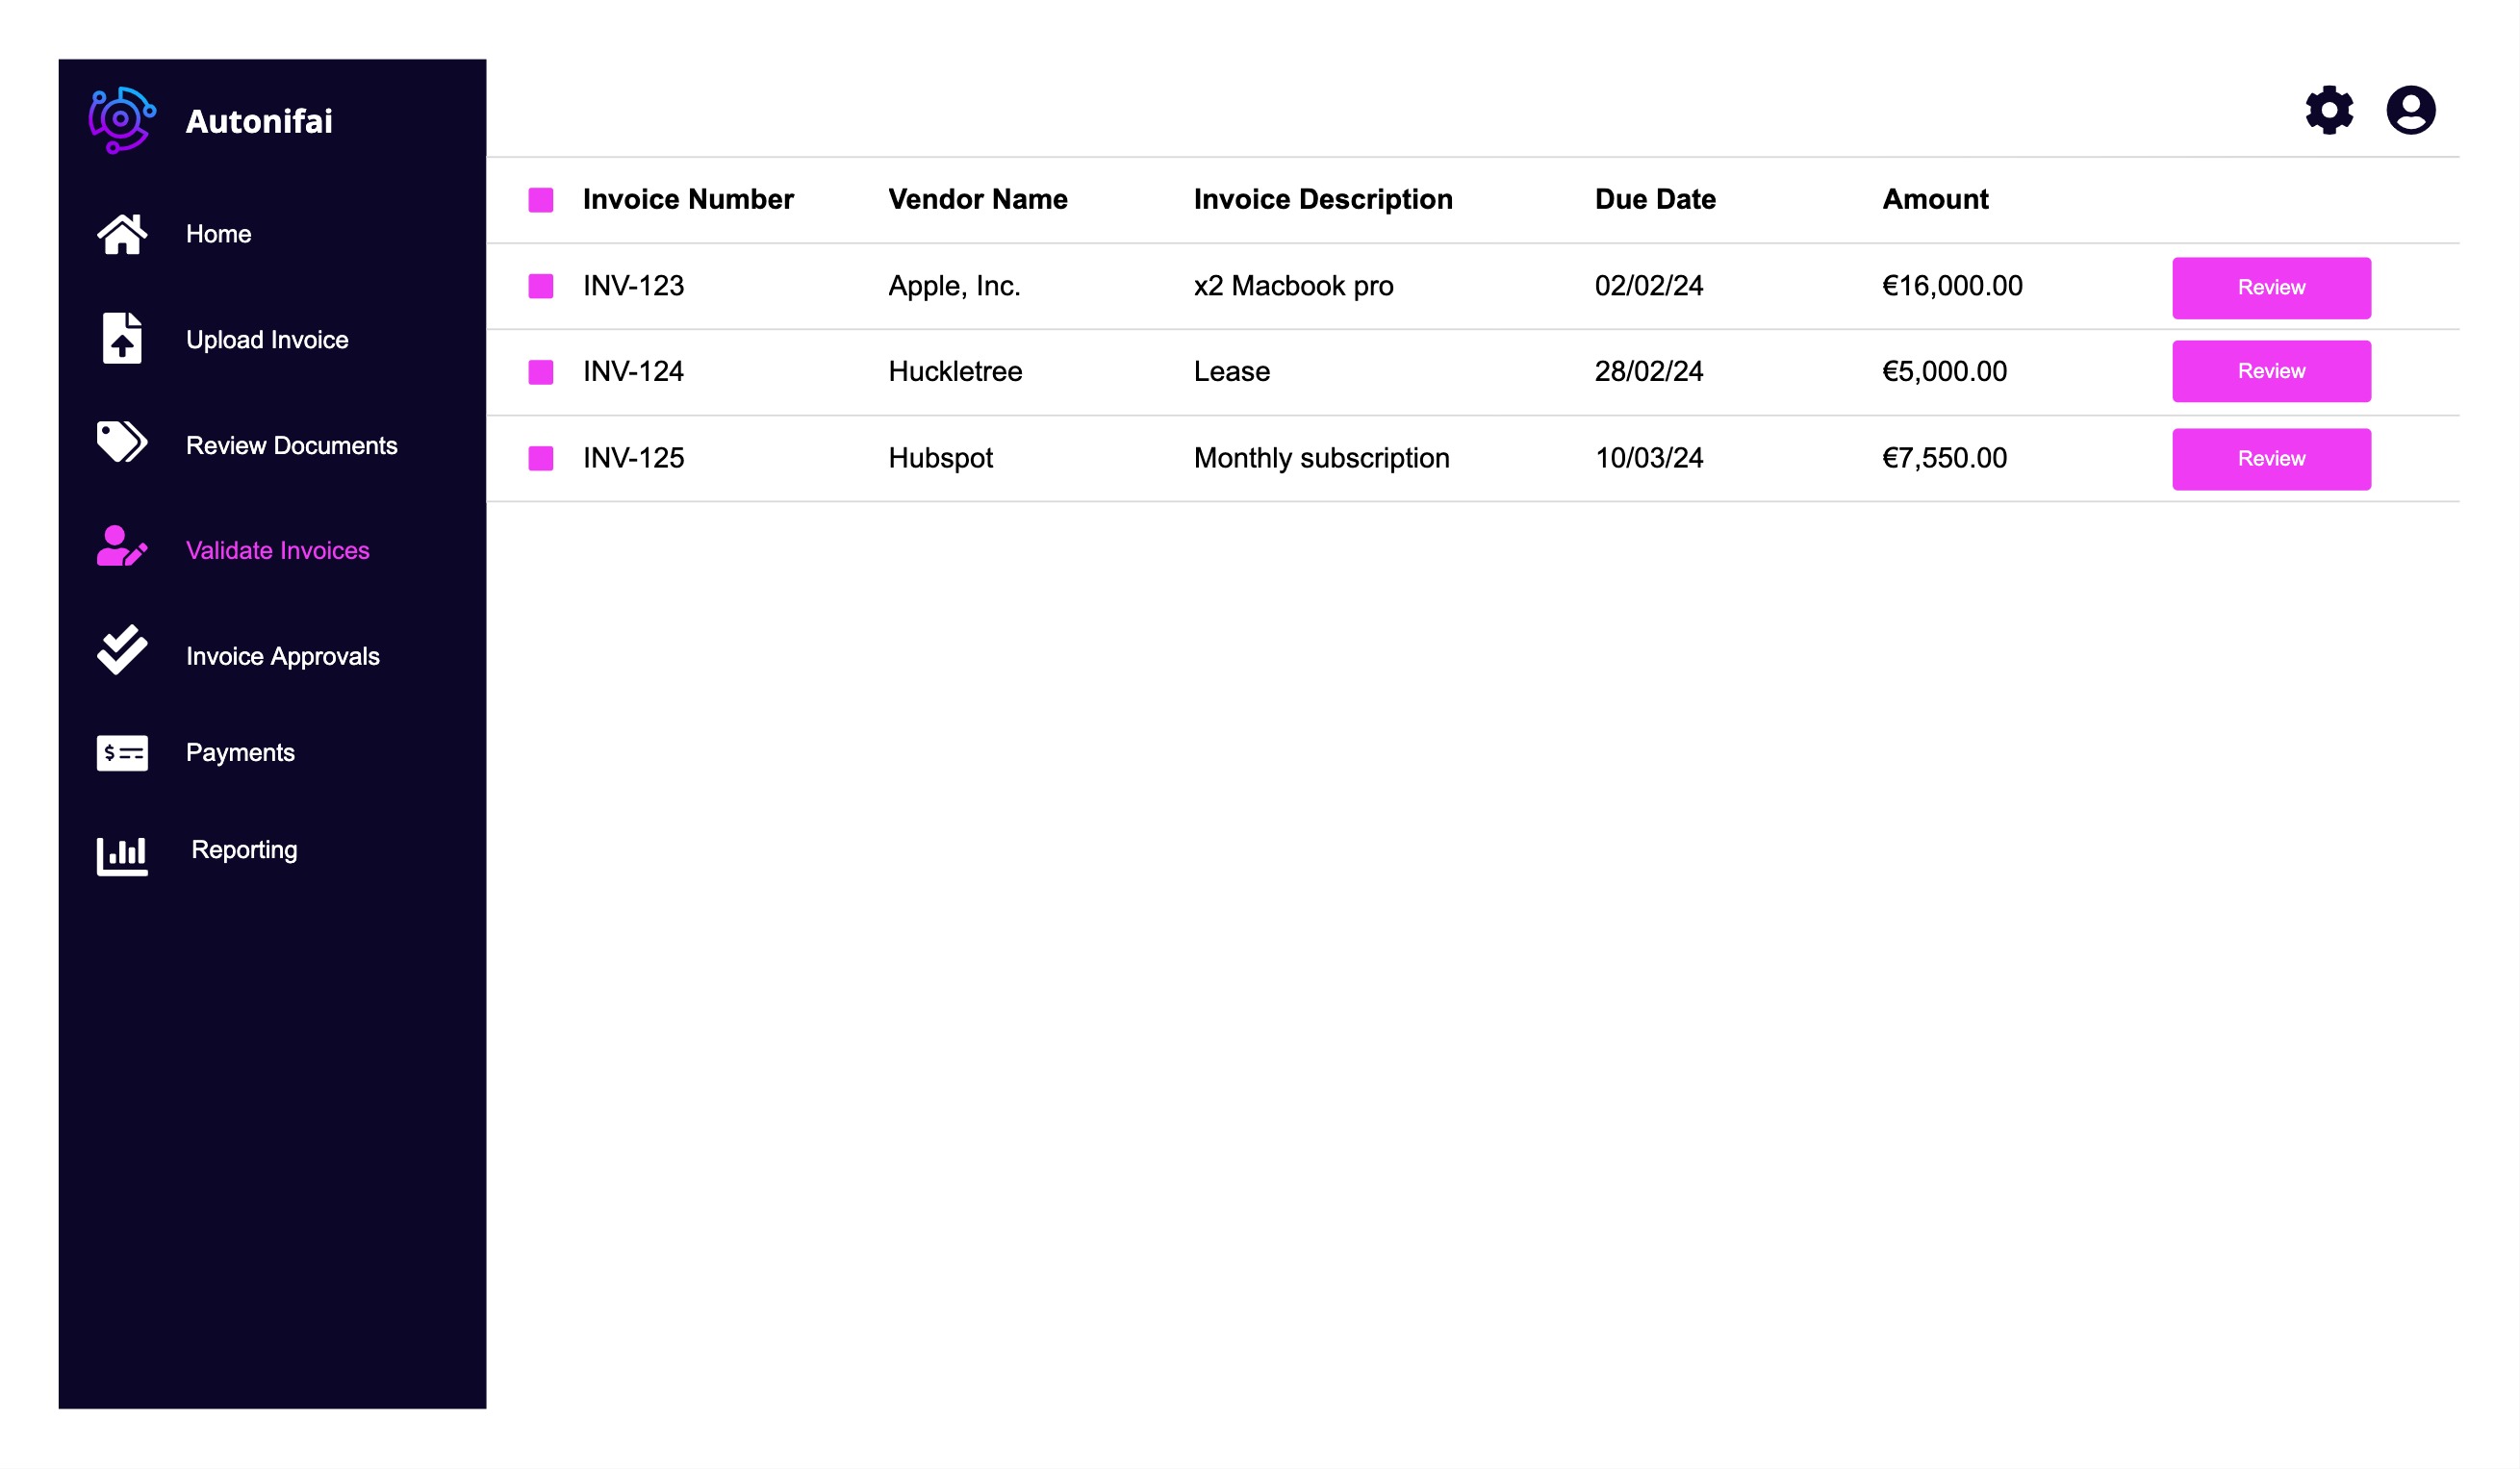 Autonifai
Home
Upload Invoice
Review Documents
Validate Invoices
Invoice Approvals
$
Payments
Reporting
Invoice Number Vendor Name Invoice Description Due Date Amount
INV-123 Apple, Inc. x2 Macbook pro 02/02/24 €16,000.00 Review
INV-124 Huckletree Lease 28/02/24 €5,000.00 Review
INV-125 Hubspot Monthly subscription 10/03/24 €7,550.00 Review